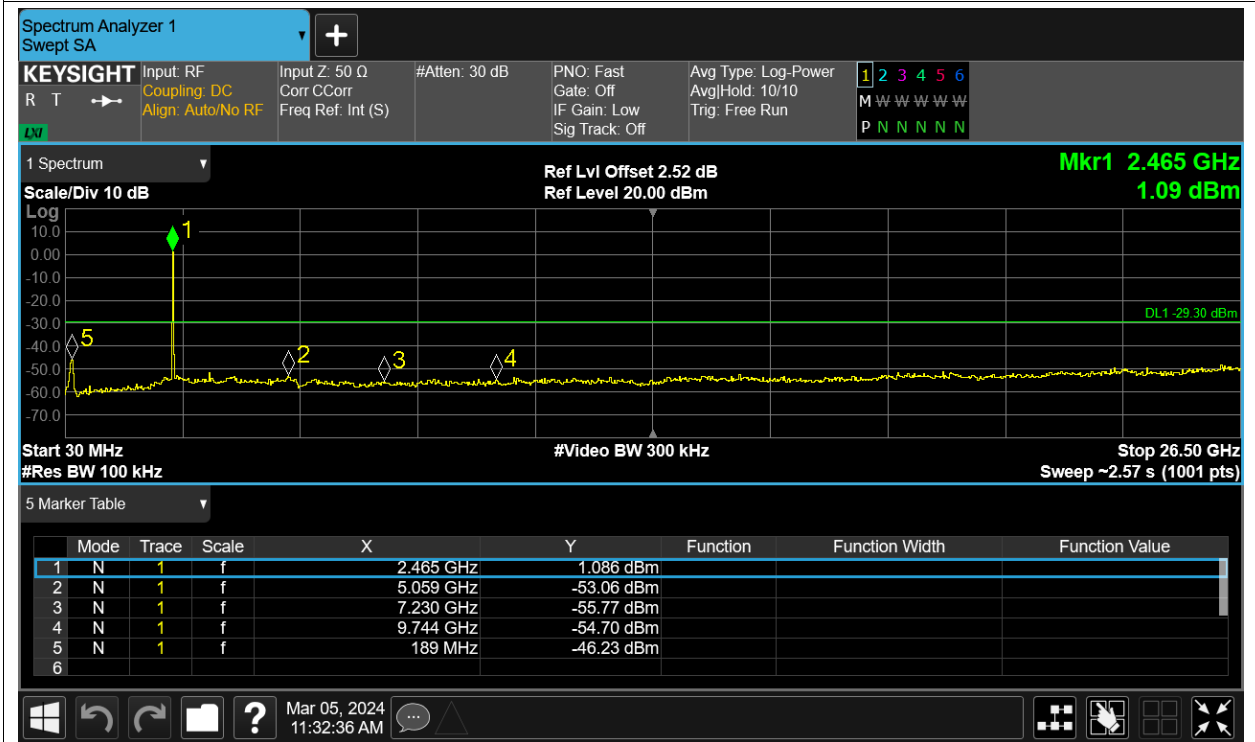 Spectrum Analyzer 1
Swept SA
+
KEYSIGHT
R T
LXI
Input: RF
Coupling: DC
Align: Auto/No RF
Input Z: 50 Ω
Corr CCorr
Freq Ref: Int (S)
#Atten: 30 dB
PNO: Fast
Gate: Off
IF Gain: Low
Sig Track: Off
Avg Type: Log-Power
Avg|Hold: 10/10
Trig: Free Run
1 2 3 4 5 6
M W W W W W
P N N N N N
1 Spectrum
Scale/Div 10 dB
Ref Lvl Offset 2.52 dB
Ref Level 20.00 dBm
Mkr1 2.465 GHz
1.09 dBm
Log
10.0
0.00
-10.0
-20.0
-30.0
-40.0
-50.0
-60.0
-70.0
1
DL1 -29.30 dBm
5
2
3
4
Start 30 MHz
#Video BW 300 kHz
Stop 26.50 GHz
#Res BW 100 kHz
Sweep ~2.57 s (1001 pts)
5 Marker Table
Mode Trace Scale X Y Function Function Width Function Value
1 N 1 f 2.465 GHz 1.086 dBm
2 N 1 f 5.059 GHz -53.06 dBm
3 N 1 f 7.230 GHz -55.77 dBm
4 N 1 f 9.744 GHz -54.70 dBm
5 N 1 f 189 MHz -46.23 dBm
6
?
Mar 05, 2024
11:32:36 AM